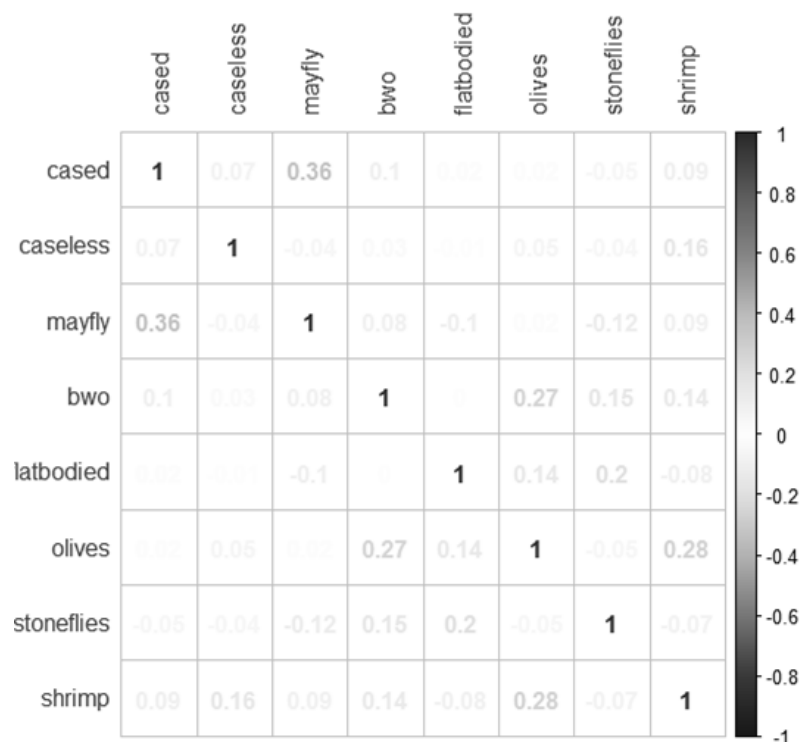 cased caseless mayfly bwo flatbodied olives stoneflies shrimp
cased 1 0.07 0.36 0.1 0.02 0.02 -0.05 0.09
caseless 0.07 1 -0.04 0.03 -0.01 0.05 -0.04 0.16
mayfly 0.36 -0.04 1 0.08 -0.1 0.02 -0.12 0.09
bwo 0.1 0.03 0.08 1 0 0.27 0.15 0.14
latbodied 0.02 -0.01 -0.1 0 1 0.14 0.2 -0.08
olives 0.02 0.05 0.02 0.27 0.14 1 -0.05 0.28
stoneflies -0.05 -0.04 -0.12 0.15 0.2 -0.05 1 -0.07
shrimp 0.09 0.16 0.09 0.14 -0.08 0.28 -0.07 1
1
0.8
0.6
0.4
0.2
0
-0.2
-0.4
-0.6
-0.8
-1